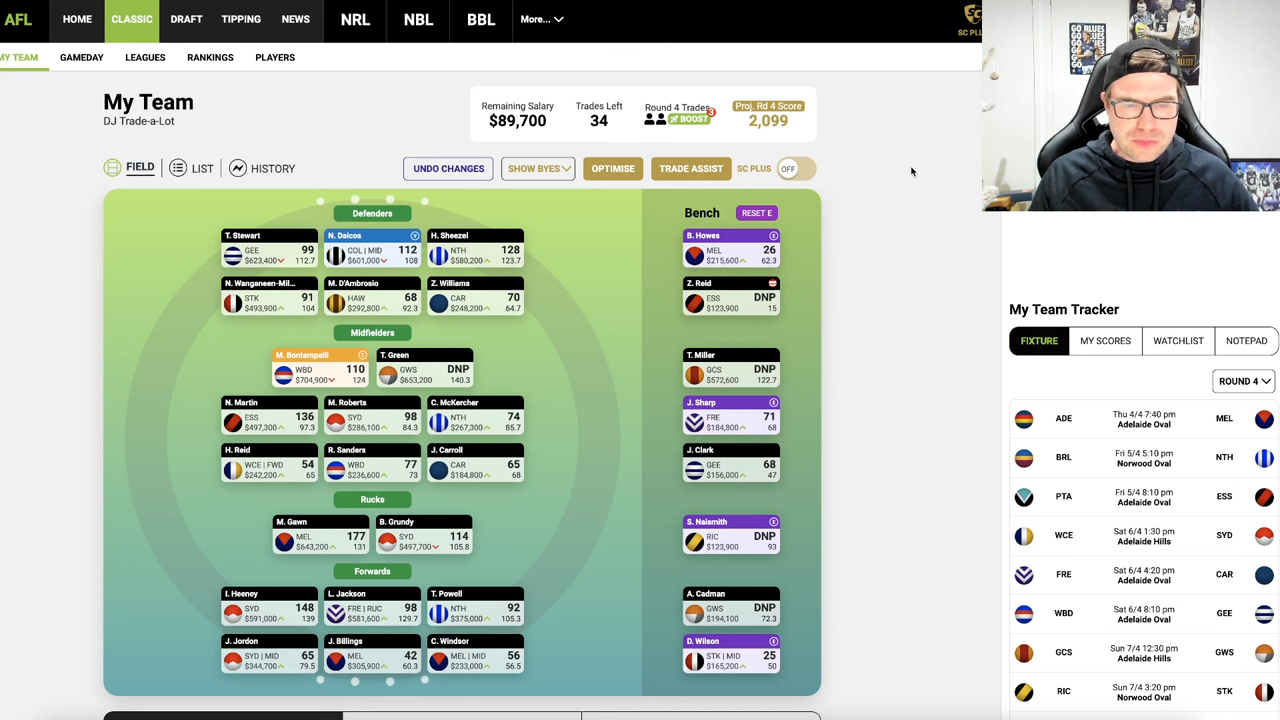 AFL HOME CLASSIC DRAFT TIPPING NEWS NRL NBL BBL More...
SC PLUS
MY TEAM GAMEDAY LEAGUES RANKINGS PLAYERS
GO BLUES
My Team
DJ Trade-a-Lot
Remaining Salary
$89,700
Trades Left
34
Round 4 Trades
BOOST 3
Proj. Rd 4 Score
2,099
FIELD LIST HISTORY
UNDO CHANGES SHOW BYES OPTIMISE TRADE ASSIST SC PLUS OFF
Defenders
T. Stewart
GEE 99
$623,400 112.7
N. Daicos V
COL | MID 112
$601,000 108
H. Sheezel
NTH 128
$580,200 123.7
N. Wanganeen-Mil...
STK 91
$493,900 104
M. D'Ambrosio
HAW 68
$292,800 92.3
Z. Williams
CAR 70
$248,200 64.7
Midfielders
M. Bontempelli C
WBD 110
$704,900 124
T. Green
GWS DNP
$653,200 140.3
N. Martin
ESS 136
$497,300 97.3
M. Roberts
SYD 98
$286,100 84.3
C. McKercher
NTH 74
$267,300 85.7
H. Reid
WCE | FWD 54
$242,200 65
R. Sanders
WBD 77
$236,600 73
J. Carroll
CAR 65
$184,800 68
Rucks
M. Gawn
MEL 177
$643,200 131
B. Grundy
SYD 114
$497,700 105.8
Forwards
I. Heeney
SYD 148
$591,000 139
L. Jackson
FRE | RUC 98
$581,600 129.7
T. Powell
NTH 92
$375,000 105.3
J. Jordon
SYD | MID 65
$344,700 79.5
J. Billings
MEL 42
$305,900 60.3
C. Windsor
MEL | MID 56
$233,000 56.5
Bench RESET E
B. Howes E
MEL 26
$215,600 62.3
Z. Reid
ESS DNP
$123,900 15
T. Miller
GCS DNP
$572,600 122.7
J. Sharp E
FRE 71
$184,800 68
J. Clark
GEE 68
$156,000 47
S. Naismith E
RIC DNP
$123,900 93
A. Cadman
GWS DNP
$194,100 72.3
D. Wilson E
STK | MID 25
$165,200 50
My Team Tracker
FIXTURE MY SCORES WATCHLIST NOTEPAD
ROUND 4
ADE Thu 4/4 7:40 pm MEL
Adelaide Oval
BRL Fri 5/4 5:10 pm NTH
Norwood Oval
PTA Fri 5/4 8:10 pm ESS
Adelaide Oval
WCE Sat 6/4 1:30 pm SYD
Adelaide Hills
FRE Sat 6/4 4:20 pm CAR
Adelaide Oval
WBD Sat 6/4 8:10 pm GEE
Adelaide Oval
GCS Sun 7/4 12:30 pm GWS
Adelaide Hills
RIC Sun 7/4 3:20 pm STK
Norwood Oval